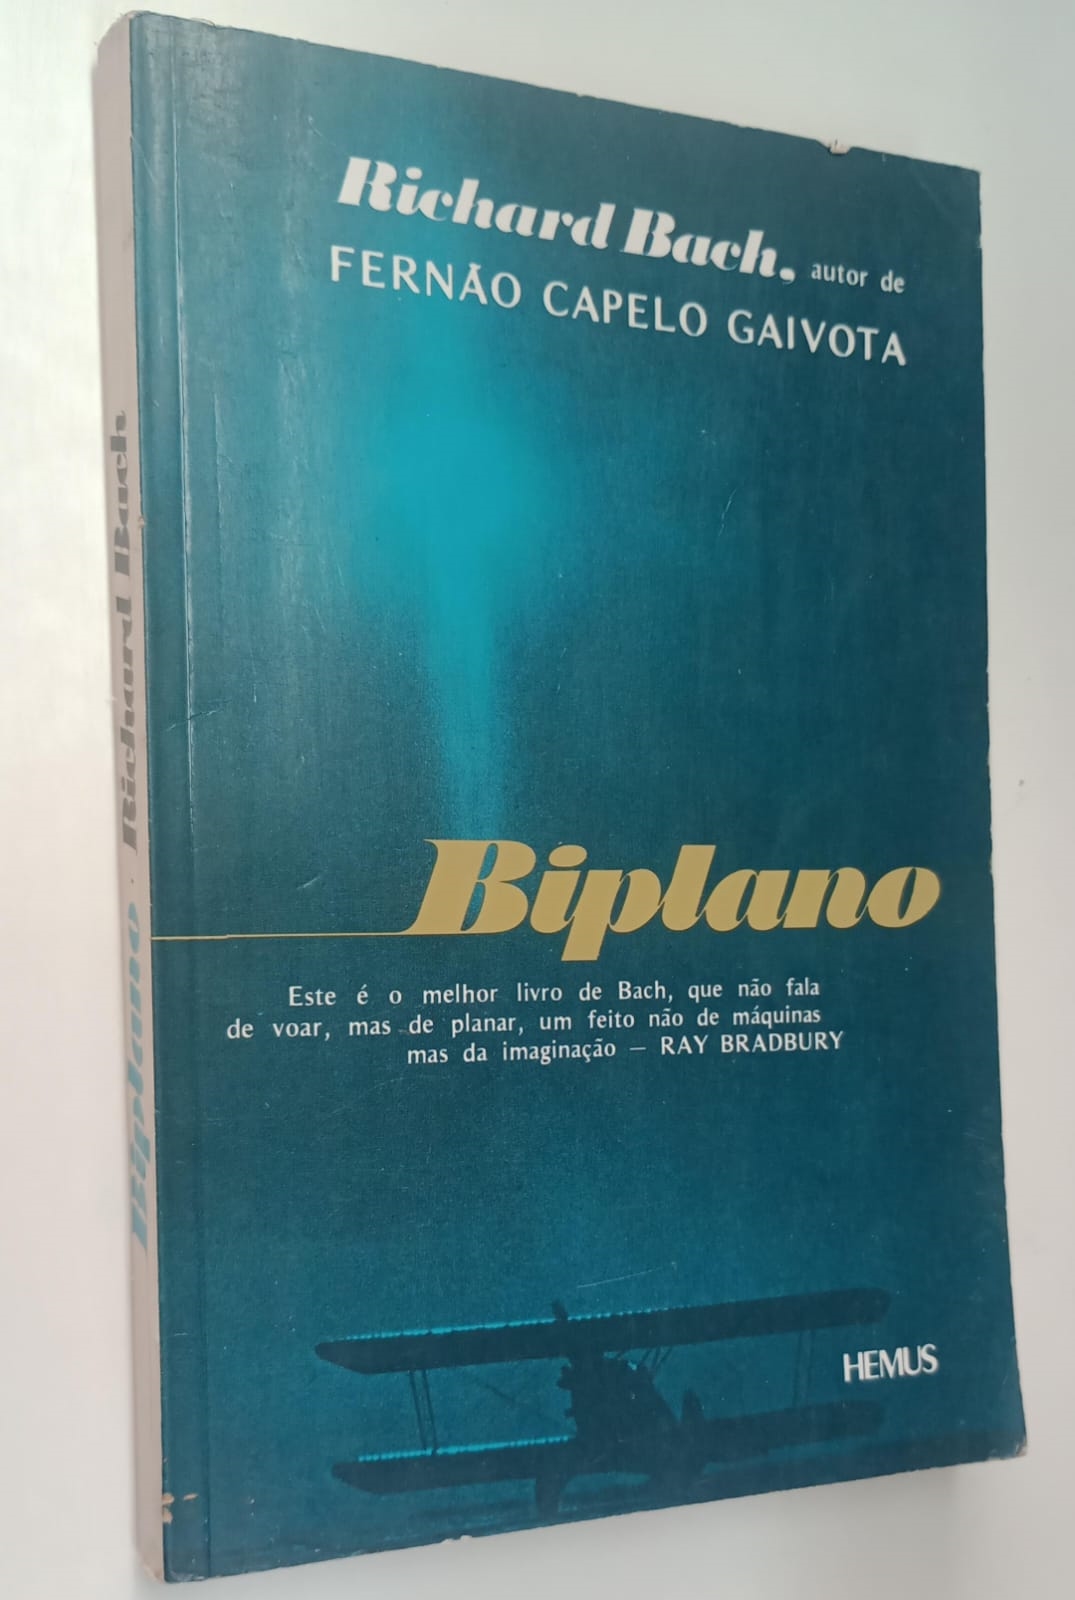 Richard Bach, autor de
FERNÃO CAPELO GAIVOTA
Biplano
Este é o melhor livro de Bach, que não fala
de voar, mas de planar, um feito não de máquinas
mas da imaginação — RAY BRADBURY
HEMUS
Biplano · Richard Bach